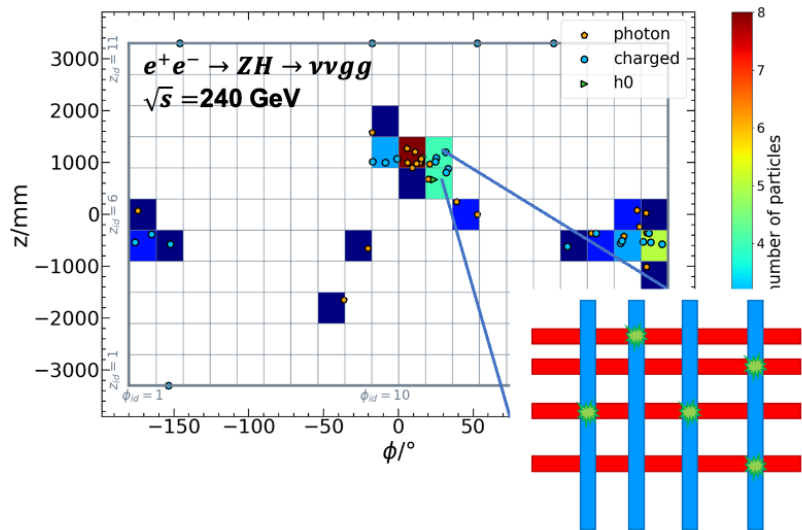 e⁺e⁻ → ZH → ννgg
√s = 240 GeV
photon
charged
h0
z/mm
3000
2000
1000
0
−1000
−2000
−3000
z_id = 11
z_id = 6
z_id = 1
ϕ_id = 1
ϕ_id = 10
−150
−100
−50
0
50
ϕ/°
8
7
6
5
4
number of particles